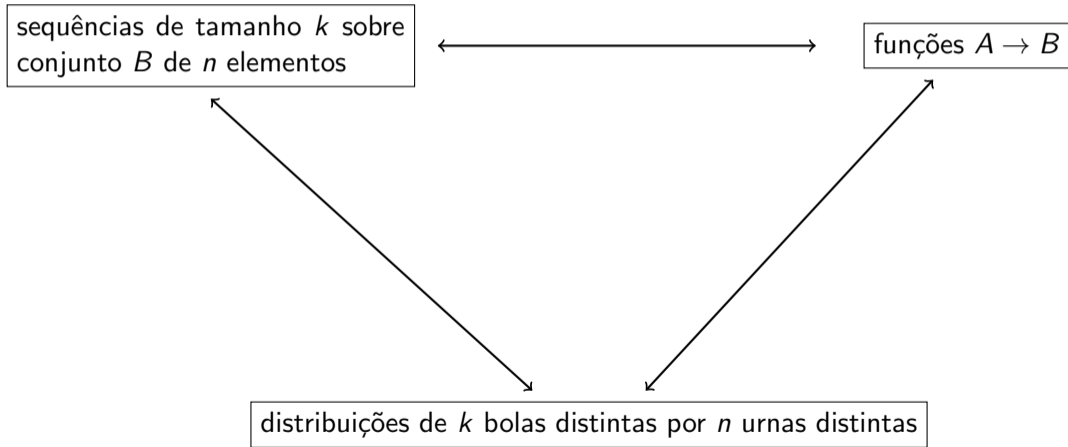 sequências de tamanho k sobre
conjunto B de n elementos
funções A → B
distribuições de k bolas distintas por n urnas distintas